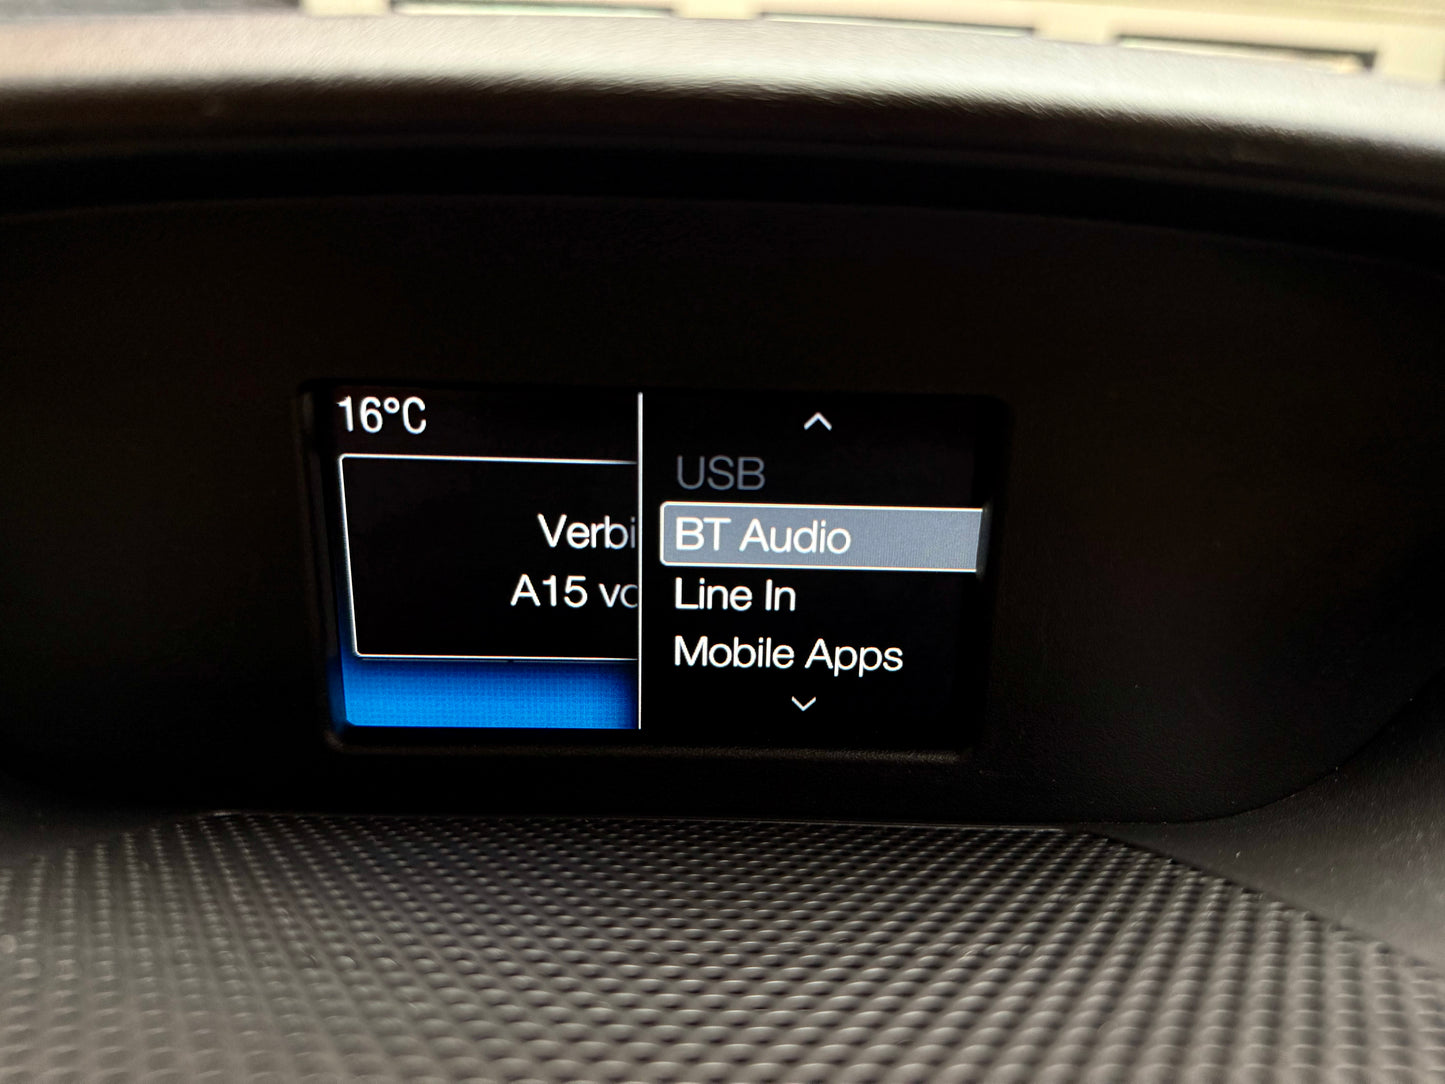 16°C
Verbi
A15 vo
USB
BT Audio
Line In
Mobile Apps